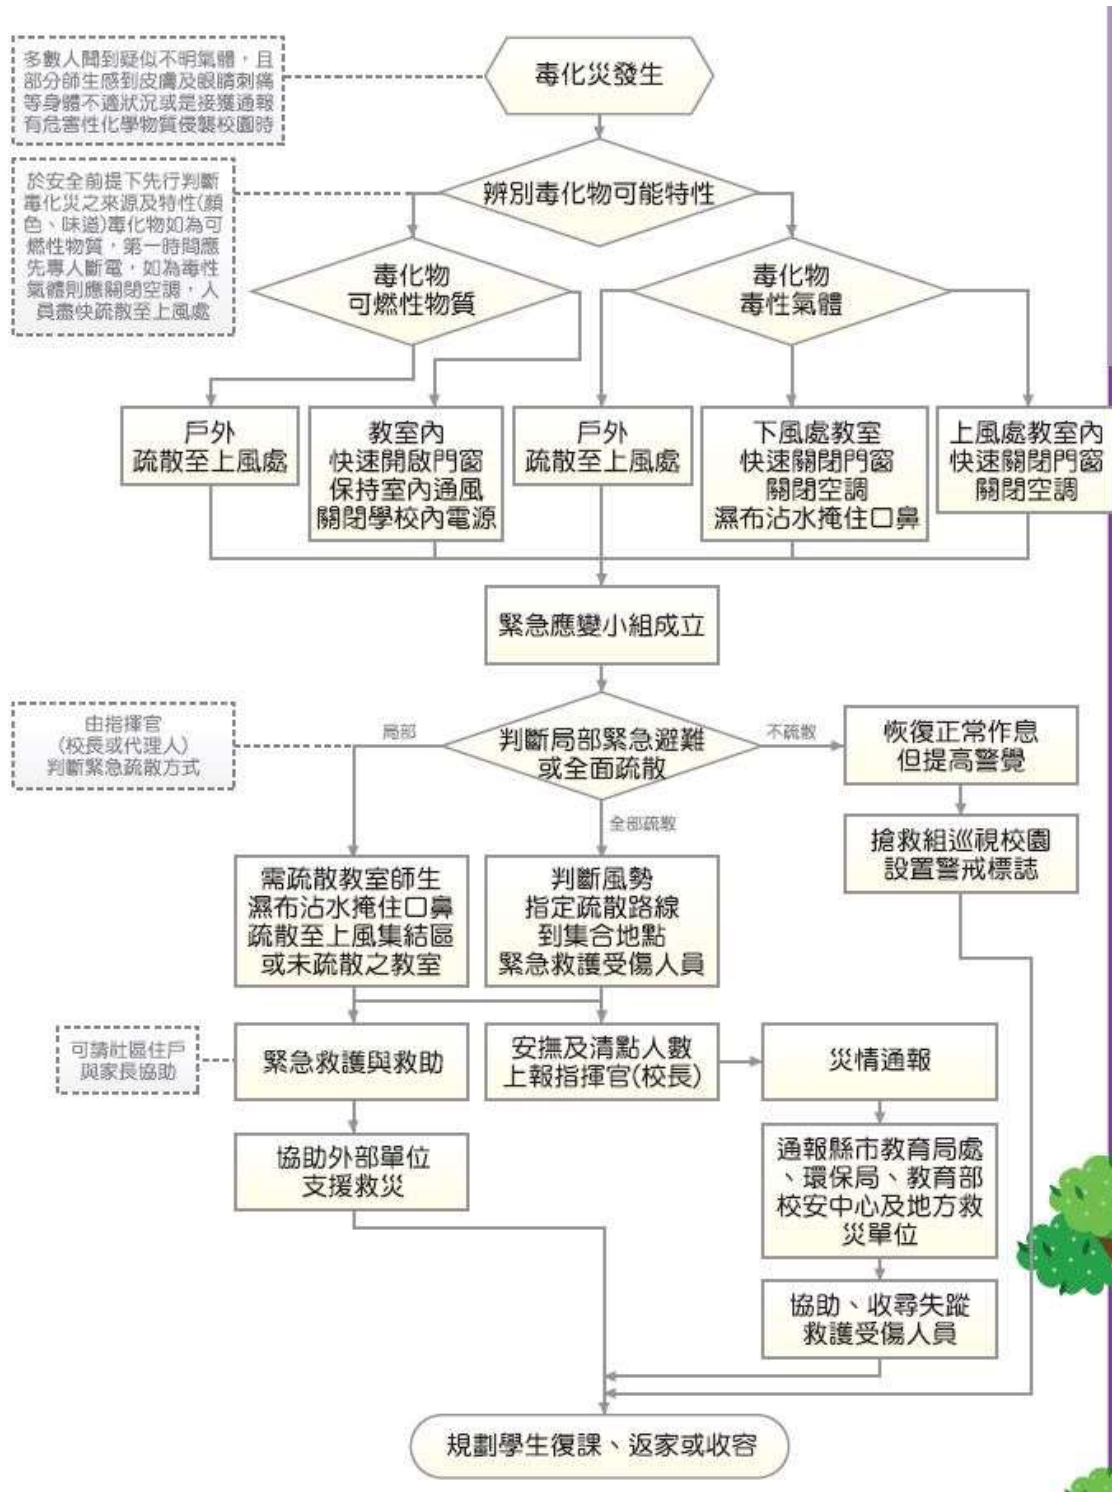 毒化災發生
多數人聞到疑似不明氣體，且
部分師生感到皮膚及眼睛刺痛
等身體不適狀況或是接獲通報
有危害性化學物質侵襲校園時
辨別毒化物可能特性
於安全前提下先行判斷
毒化災之來源及特性(顏
色、味道)毒化物如為可
燃性物質，第一時間應
先專人斷電，如為毒性
氣體則應關閉空調，人
員盡快疏散至上風處
毒化物
可燃性物質
毒化物
毒性氣體
戶外
疏散至上風處
教室內
快速開啟門窗
保持室內通風
關閉學校內電源
戶外
疏散至上風處
下風處教室
快速關閉門窗
關閉空調
濕布沾水掩住口鼻
上風處教室內
快速關閉門窗
關閉空調
緊急應變小組成立
由指揮官
(校長或代理人)
判斷緊急疏散方式
局部
判斷局部緊急避難
或全面疏散
不疏散
恢復正常作息
但提高警覺
全部疏散
搶救組巡視校園
設置警戒標誌
需疏散教室師生
濕布沾水掩住口鼻
疏散至上風集結區
或未疏散之教室
判斷風勢
指定疏散路線
到集合地點
緊急救護受傷人員
可請社區住戶
與家長協助
緊急救護與救助
安撫及清點人數
上報指揮官(校長)
災情通報
協助外部單位
支援救災
通報縣市教育局處
、環保局、教育部
校安中心及地方救
災單位
協助、收尋失蹤
救護受傷人員
規劃學生復課、返家或收容